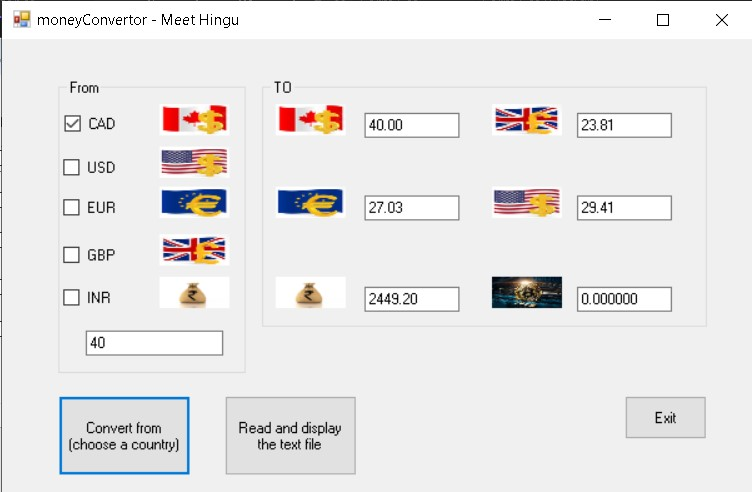 moneyConvertor - Meet Hingu
From
CAD
USD
EUR
GBP
INR
40
TO
40.00
23.81
27.03
29.41
2449.20
0.000000
Convert from
(choose a country)
Read and display
the text file
Exit